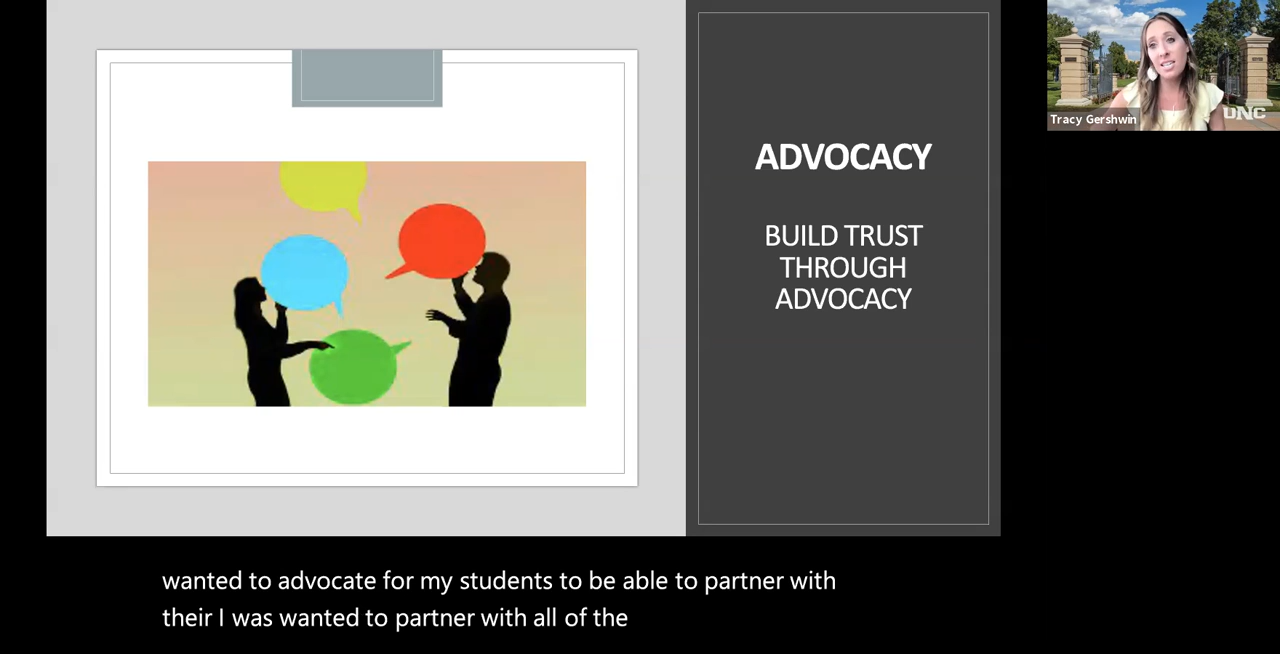 ADVOCACY
BUILD TRUST
THROUGH
ADVOCACY
Tracy Gershwin
UNC
wanted to advocate for my students to be able to partner with
their I was wanted to partner with all of the